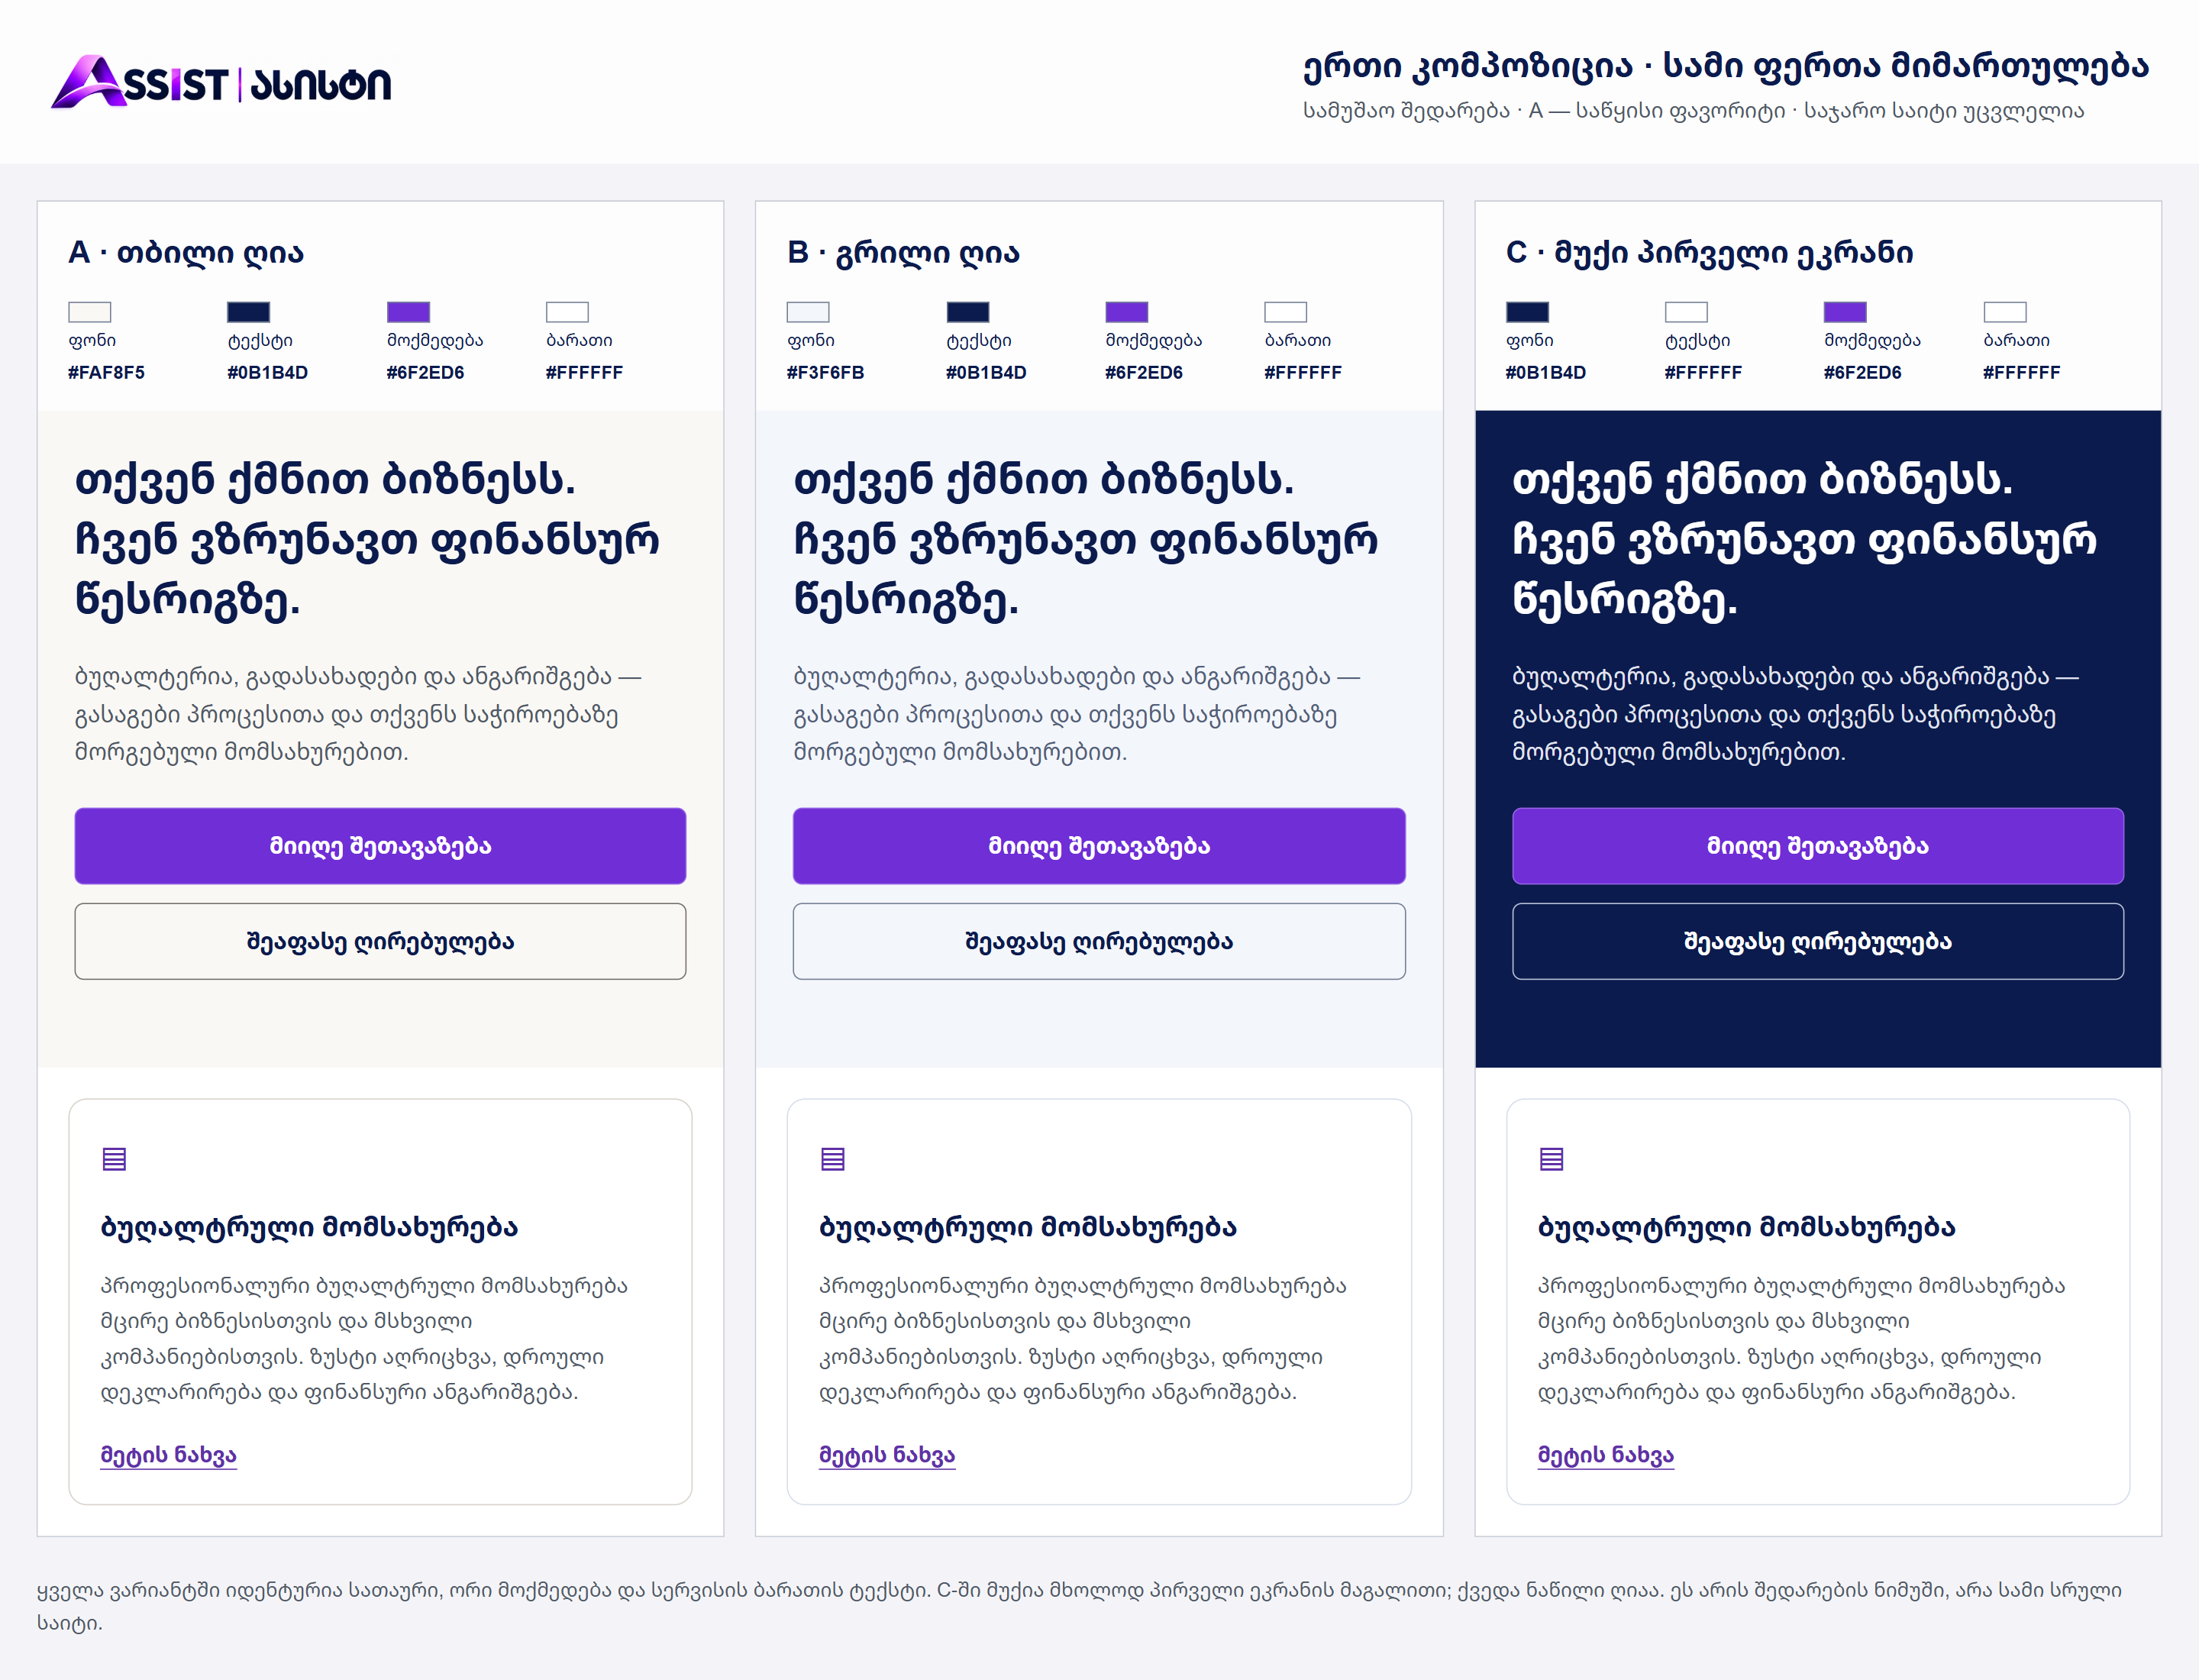 ASSIST | ასისტი
ერთი კომპოზიცია · სამი ფერთა მიმართულება
სამუშაო შედარება · A — საწყისი ფავორიტი · საჯარო საიტი უცვლელია
A · თბილი ღია
ფონი ტექსტი მოქმედება ბარათი
#FAF8F5 #0B1B4D #6F2ED6 #FFFFFF
თქვენ ქმნით ბიზნესს.
ჩვენ ვზრუნავთ ფინანსურ
წესრიგზე.
ბუღალტერია, გადასახადები და ანგარიშგება —
გასაგები პროცესითა და თქვენს საჭიროებაზე
მორგებული მომსახურებით.
მიიღე შეთავაზება
შეაფასე ღირებულება
ბუღალტრული მომსახურება
პროფესიონალური ბუღალტრული მომსახურება
მცირე ბიზნესისთვის და მსხვილი
კომპანიებისთვის. ზუსტი აღრიცხვა, დროული
დეკლარირება და ფინანსური ანგარიშგება.
მეტის ნახვა
B · გრილი ღია
ფონი ტექსტი მოქმედება ბარათი
#F3F6FB #0B1B4D #6F2ED6 #FFFFFF
თქვენ ქმნით ბიზნესს.
ჩვენ ვზრუნავთ ფინანსურ
წესრიგზე.
ბუღალტერია, გადასახადები და ანგარიშგება —
გასაგები პროცესითა და თქვენს საჭიროებაზე
მორგებული მომსახურებით.
მიიღე შეთავაზება
შეაფასე ღირებულება
ბუღალტრული მომსახურება
პროფესიონალური ბუღალტრული მომსახურება
მცირე ბიზნესისთვის და მსხვილი
კომპანიებისთვის. ზუსტი აღრიცხვა, დროული
დეკლარირება და ფინანსური ანგარიშგება.
მეტის ნახვა
C · მუქი პირველი ეკრანი
ფონი ტექსტი მოქმედება ბარათი
#0B1B4D #FFFFFF #6F2ED6 #FFFFFF
თქვენ ქმნით ბიზნესს.
ჩვენ ვზრუნავთ ფინანსურ
წესრიგზე.
ბუღალტერია, გადასახადები და ანგარიშგება —
გასაგები პროცესითა და თქვენს საჭიროებაზე
მორგებული მომსახურებით.
მიიღე შეთავაზება
შეაფასე ღირებულება
ბუღალტრული მომსახურება
პროფესიონალური ბუღალტრული მომსახურება
მცირე ბიზნესისთვის და მსხვილი
კომპანიებისთვის. ზუსტი აღრიცხვა, დროული
დეკლარირება და ფინანსური ანგარიშგება.
მეტის ნახვა
ყველა ვარიანტში იდენტურია სათაური, ორი მოქმედება და სერვისის ბარათის ტექსტი. C-ში მუქია მხოლოდ პირველი ეკრანის მაგალითი; ქვედა ნაწილი ღიაა. ეს არის შედარების ნიმუში, არა სამი სრული
საიტი.